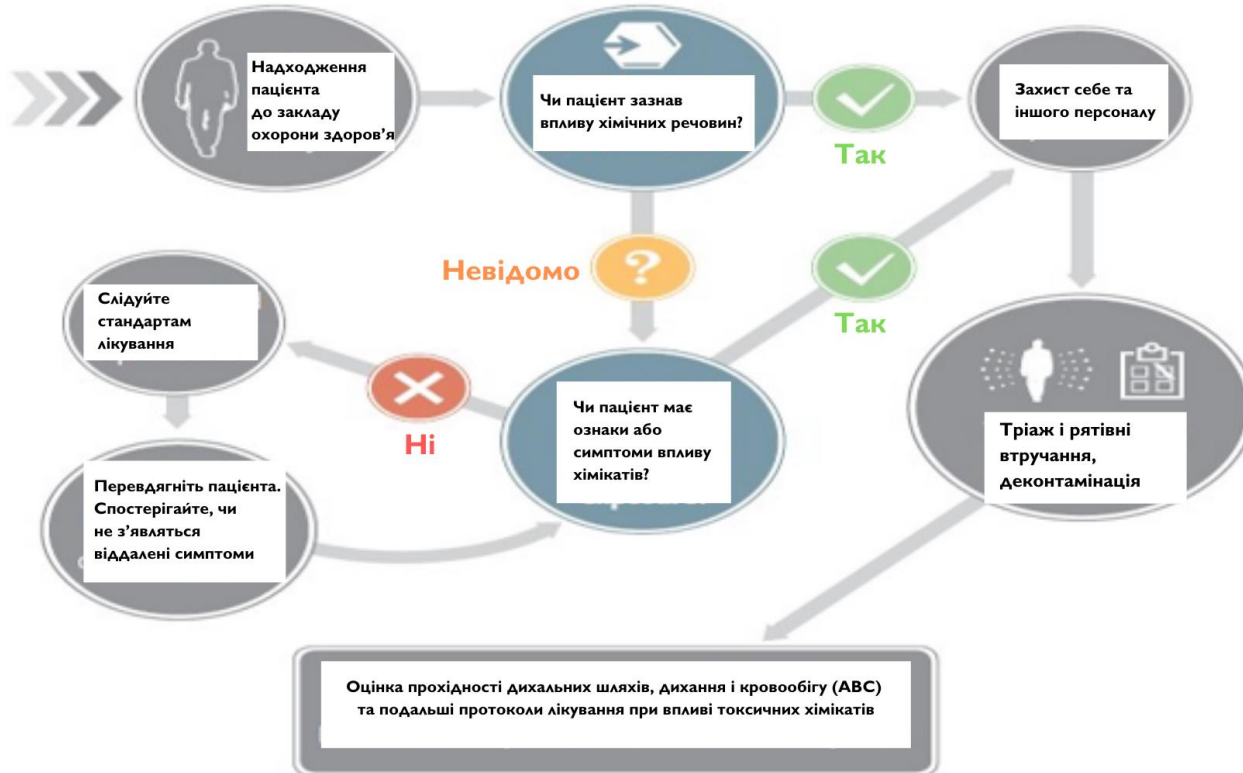 Надходження
пацієнта
до закладу
охорони здоров'я
Чи пацієнт зазнав
впливу хімічних речовин?
Так
Захист себе та
іншого персоналу
Невідомо
?
Так
Слідуйте
стандартам
лікування
Ні
Чи пацієнт має
ознаки або
симптоми впливу
хімікатів?
Тріаж і рятівні
втручання,
деконтамінація
Перевдягніть пацієнта.
Спостерігайте, чи
не з'являться
віддалені симптоми
Оцінка прохідності дихальних шляхів, дихання і кровообігу (ABC)
та подальші протоколи лікування при впливі токсичних хімікатів